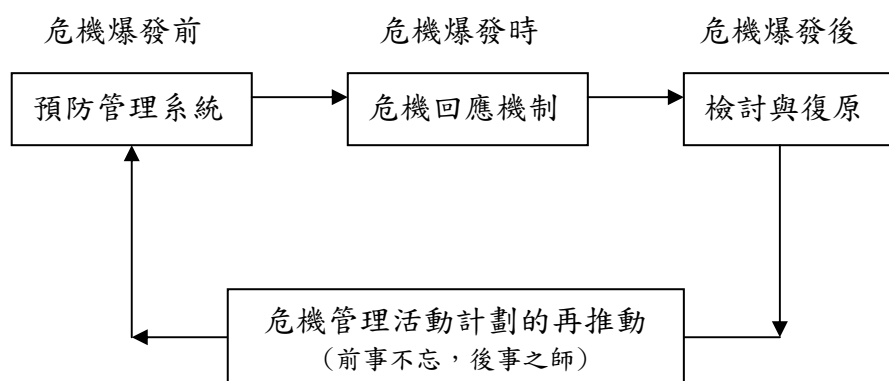 危機爆發前
危機爆發時
危機爆發後
預防管理系統
危機回應機制
檢討與復原
危機管理活動計劃的再推動
（前事不忘，後事之師）